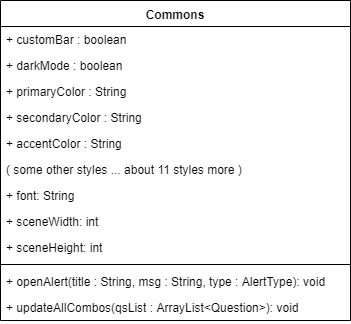 Commons
+ customBar : boolean
+ darkMode : boolean
+ primaryColor : String
+ secondaryColor : String
+ accentColor : String
( some other styles ... about 11 styles more )
+ font: String
+ sceneWidth: int
+ sceneHeight: int
+ openAlert(title : String, msg : String, type : AlertType): void
+ updateAllCombos(qsList : ArrayList<Question>): void